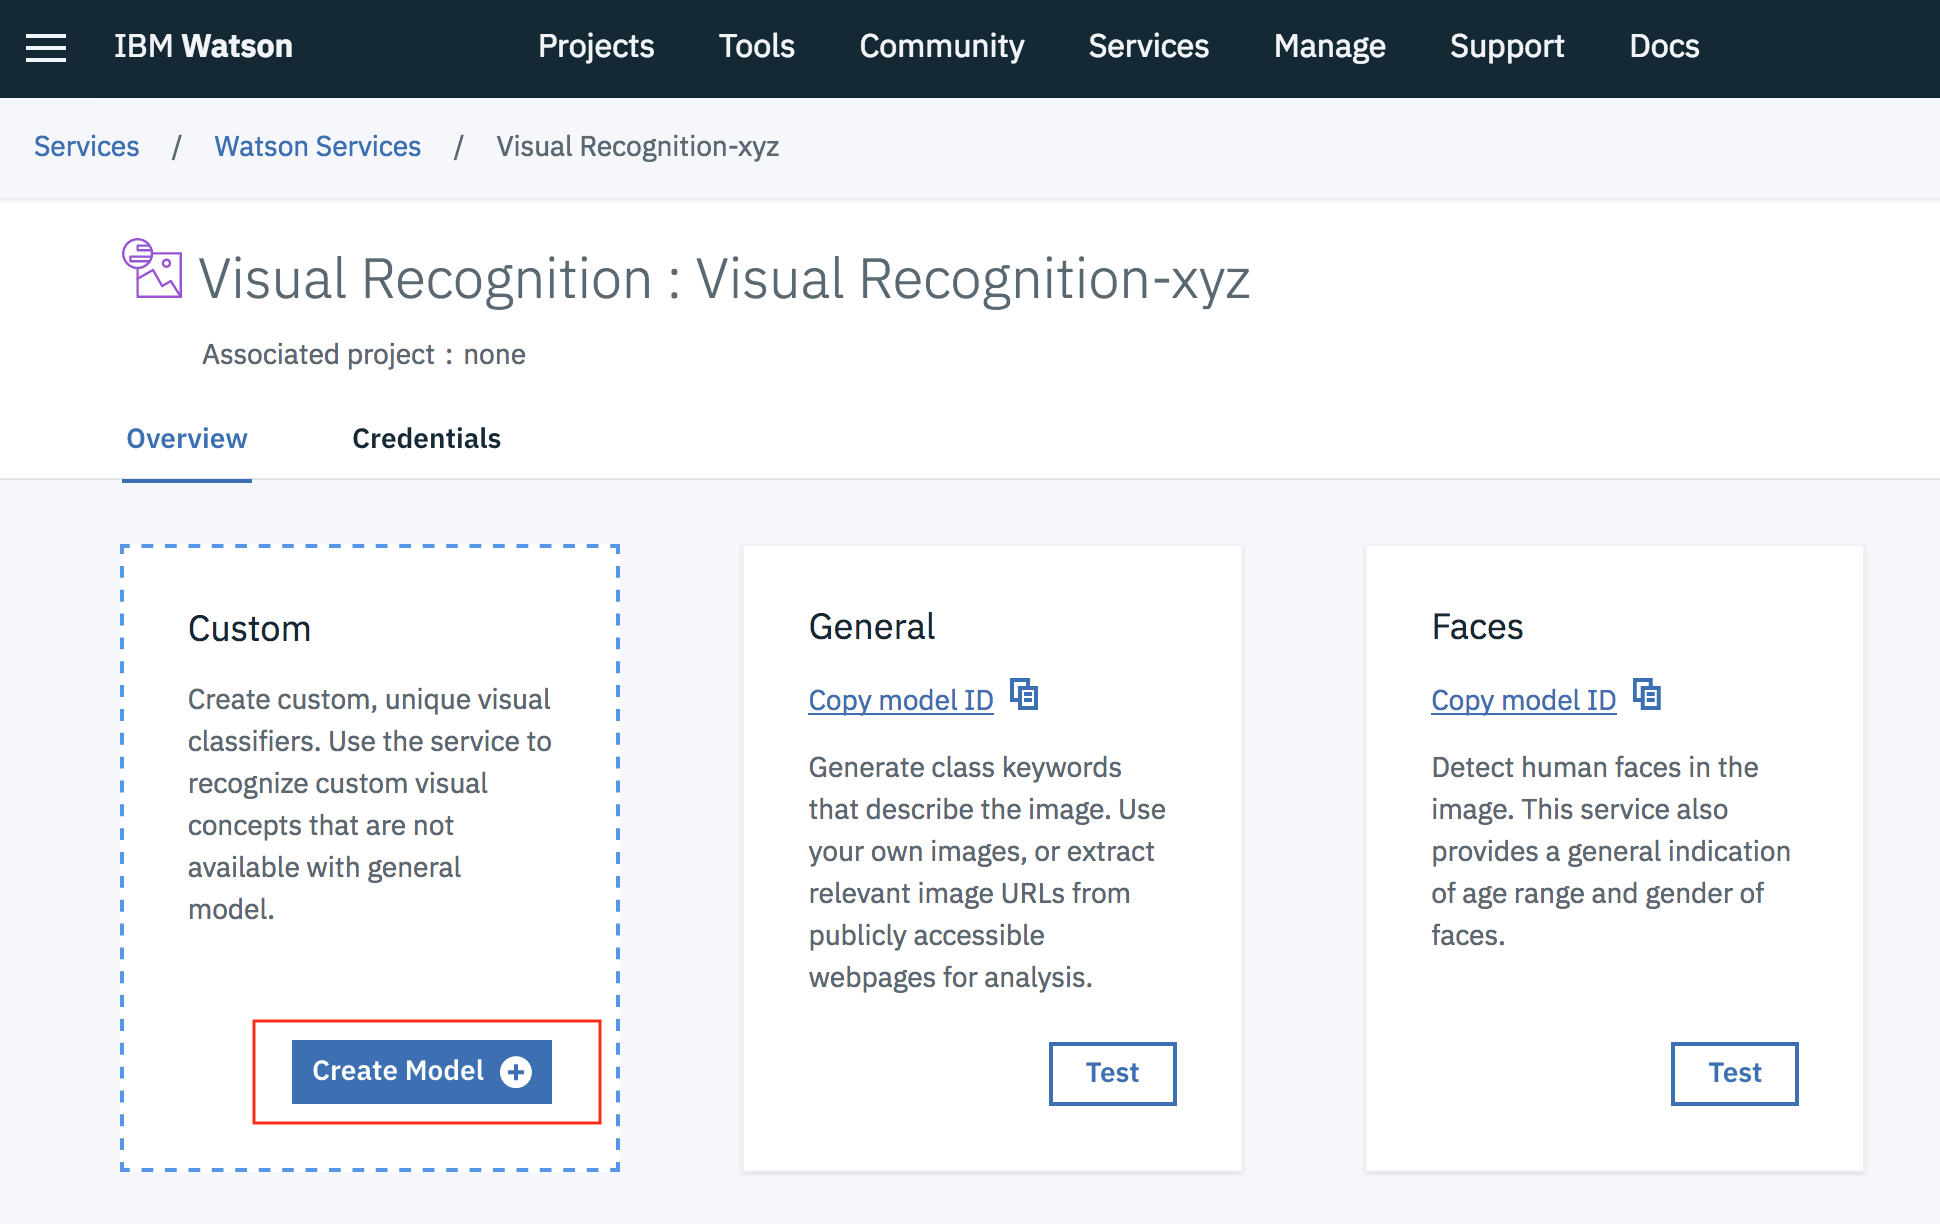 IBM Watson Projects Tools Community Services Manage Support Docs
Services / Watson Services / Visual Recognition-xyz
Visual Recognition : Visual Recognition-xyz
Associated project : none
Overview Credentials
Custom
Create custom, unique visual
classifiers. Use the service to
recognize custom visual
concepts that are not
available with general
model.
Create Model
General
Copy model ID
Generate class keywords
that describe the image. Use
your own images, or extract
relevant image URLs from
publicly accessible
webpages for analysis.
Test
Faces
Copy model ID
Detect human faces in the
image. This service also
provides a general indication
of age range and gender of
faces.
Test